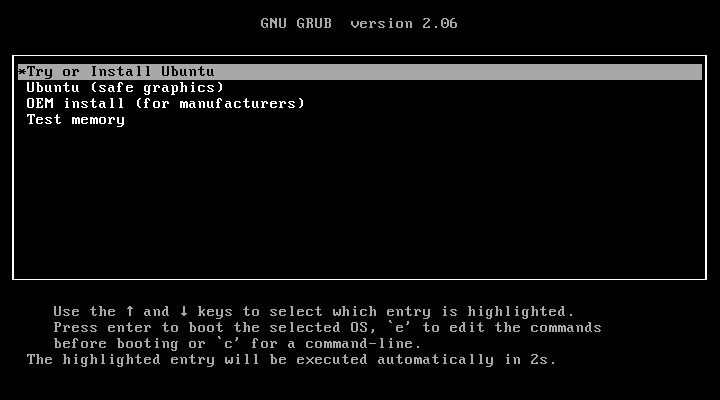 GNU GRUB  version 2.06
*Try or Install Ubuntu
Ubuntu (safe graphics)
OEM install (for manufacturers)
Test memory
Use the ↑ and ↓ keys to select which entry is highlighted.
Press enter to boot the selected OS, `e' to edit the commands
before booting or `c' for a command-line.
The highlighted entry will be executed automatically in 2s.